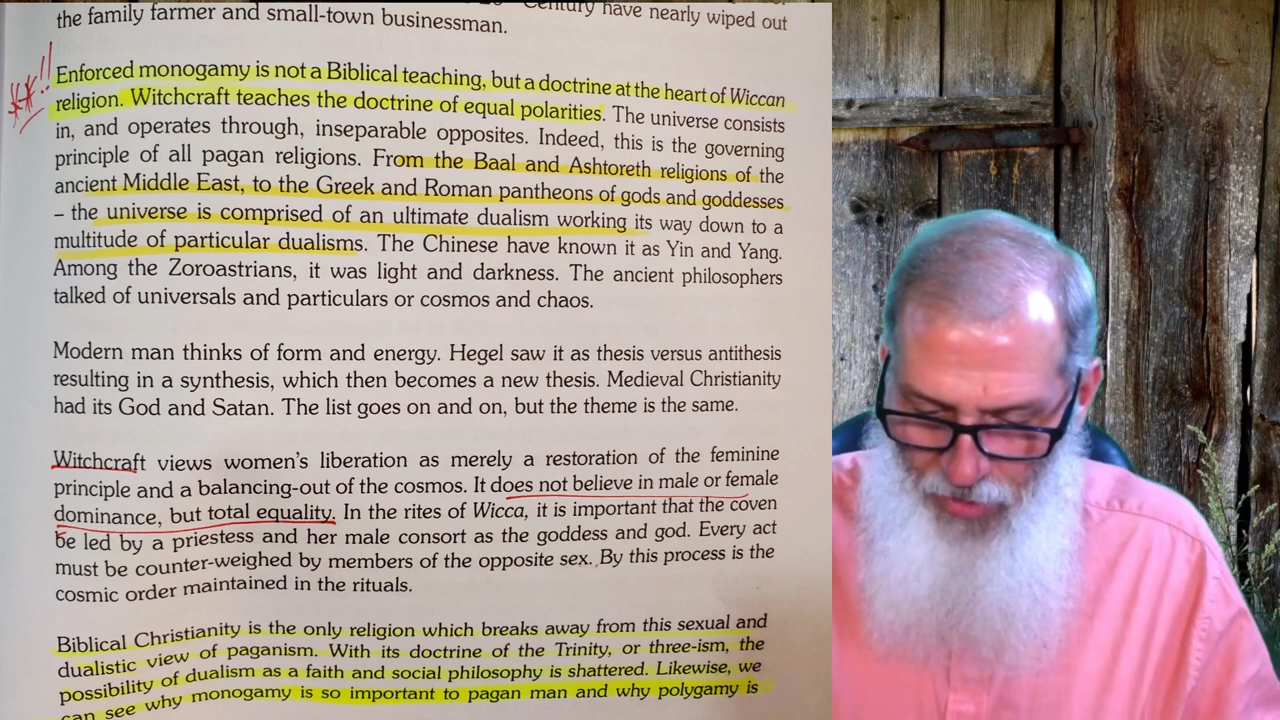 Century have nearly wiped out
the family farmer and small-town businessman.
Enforced monogamy is not a Biblical teaching, but a doctrine at the heart of Wiccan
religion. Witchcraft teaches the doctrine of equal polarities. The universe consists
in, and operates through, inseparable opposites. Indeed, this is the governing
principle of all pagan religions. From the Baal and Ashtoreth religions of the
ancient Middle East, to the Greek and Roman pantheons of gods and goddesses
– the universe is comprised of an ultimate dualism working its way down to a
multitude of particular dualisms. The Chinese have known it as Yin and Yang.
Among the Zoroastrians, it was light and darkness. The ancient philosophers
talked of universals and particulars or cosmos and chaos.
Modern man thinks of form and energy. Hegel saw it as thesis versus antithesis
resulting in a synthesis, which then becomes a new thesis. Medieval Christianity
had its God and Satan. The list goes on and on, but the theme is the same.
Witchcraft views women's liberation as merely a restoration of the feminine
principle and a balancing-out of the cosmos. It does not believe in male or female
dominance, but total equality. In the rites of Wicca, it is important that the coven
be led by a priestess and her male consort as the goddess and god. Every act
must be counter-weighed by members of the opposite sex. By this process is the
cosmic order maintained in the rituals.
Biblical Christianity is the only religion which breaks away from this sexual and
dualistic view of paganism. With its doctrine of the Trinity, or three-ism, the
possibility of dualism as a faith and social philosophy is shattered. Likewise, we
can see why monogamy is so important to pagan man and why polygamy is